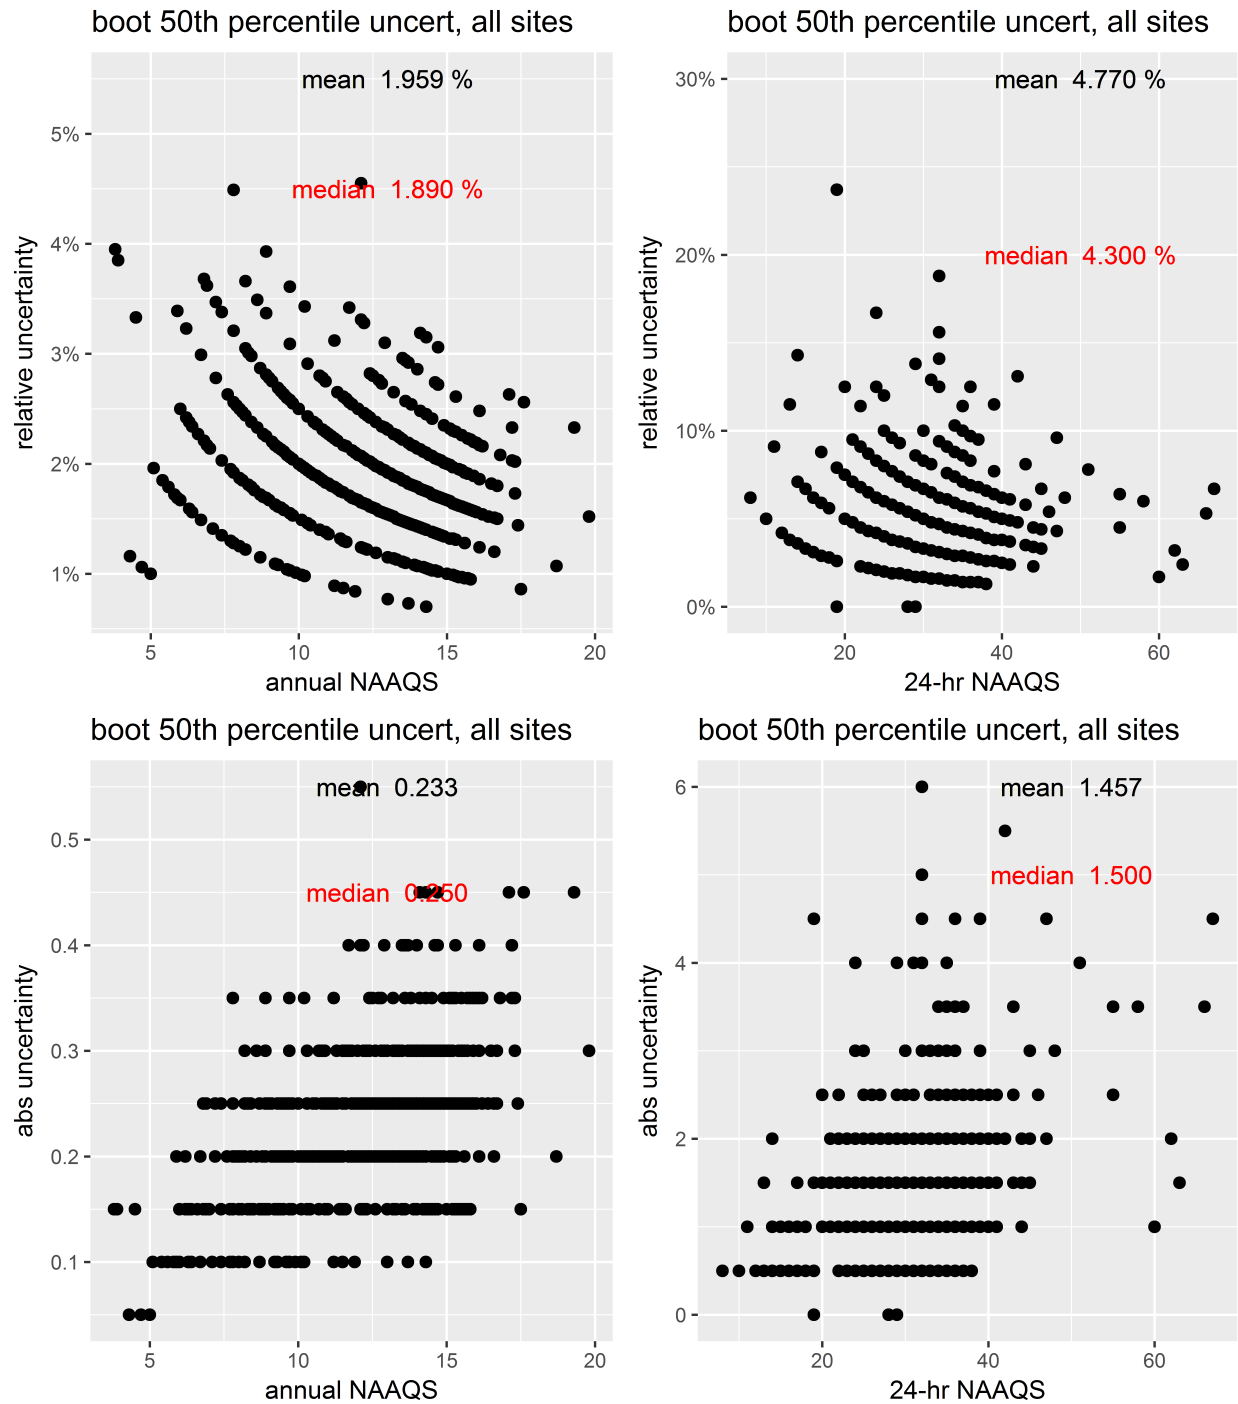 boot 50th percentile uncert, all sites
mean 1.959 %
median 1.890 %
5%
4%
3%
2%
1%
relative uncertainty
5
10
15
20
annual NAAQS
boot 50th percentile uncert, all sites
mean 4.770 %
median 4.300 %
30%
20%
10%
0%
relative uncertainty
20
40
60
24-hr NAAQS
boot 50th percentile uncert, all sites
mean 0.233
median 0.250
0.5
0.4
0.3
0.2
0.1
abs uncertainty
5
10
15
20
annual NAAQS
boot 50th percentile uncert, all sites
mean 1.457
median 1.500
6
4
2
0
abs uncertainty
20
40
60
24-hr NAAQS